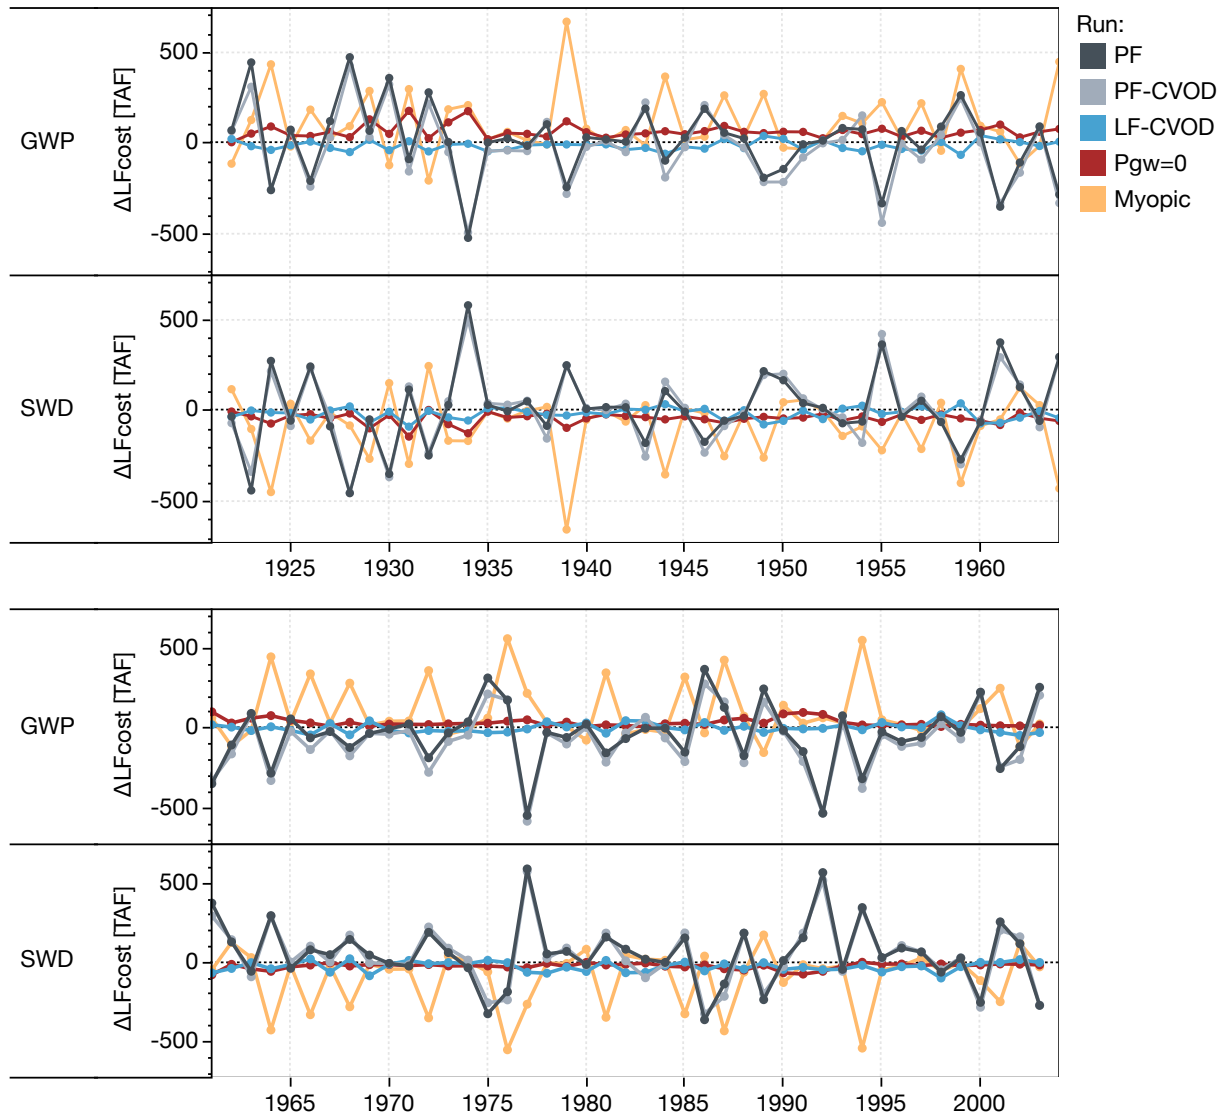 Run:
PF
PF-CVOD
LF-CVOD
Pgw=0
Myopic
GWP
ΔLFcost [TAF]
500
0
-500
SWD
ΔLFcost [TAF]
500
0
-500
1925 1930 1935 1940 1945 1950 1955 1960
GWP
ΔLFcost [TAF]
500
0
-500
SWD
ΔLFcost [TAF]
500
0
-500
1965 1970 1975 1980 1985 1990 1995 2000